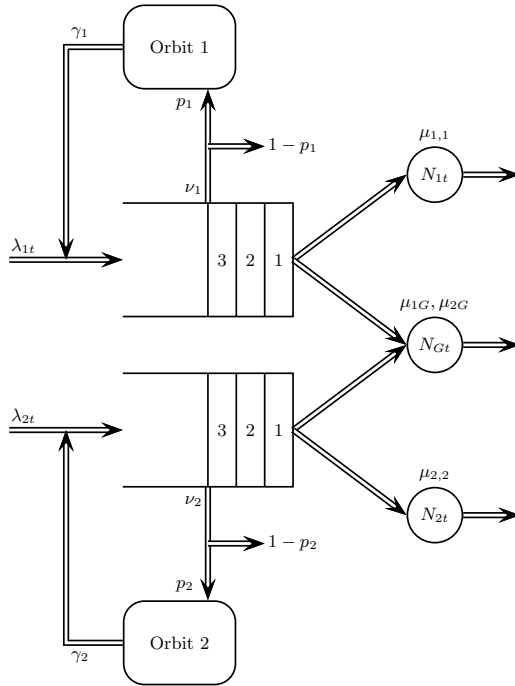 γ₁
Orbit 1
p₁
1 − p₁
ν₁
μ₁,₁
N₁ₜ
λ₁ₜ
3 2 1
μ₁G, μ₂G
N_Gt
λ₂ₜ
3 2 1
ν₂
μ₂,₂
N₂ₜ
1 − p₂
p₂
Orbit 2
γ₂